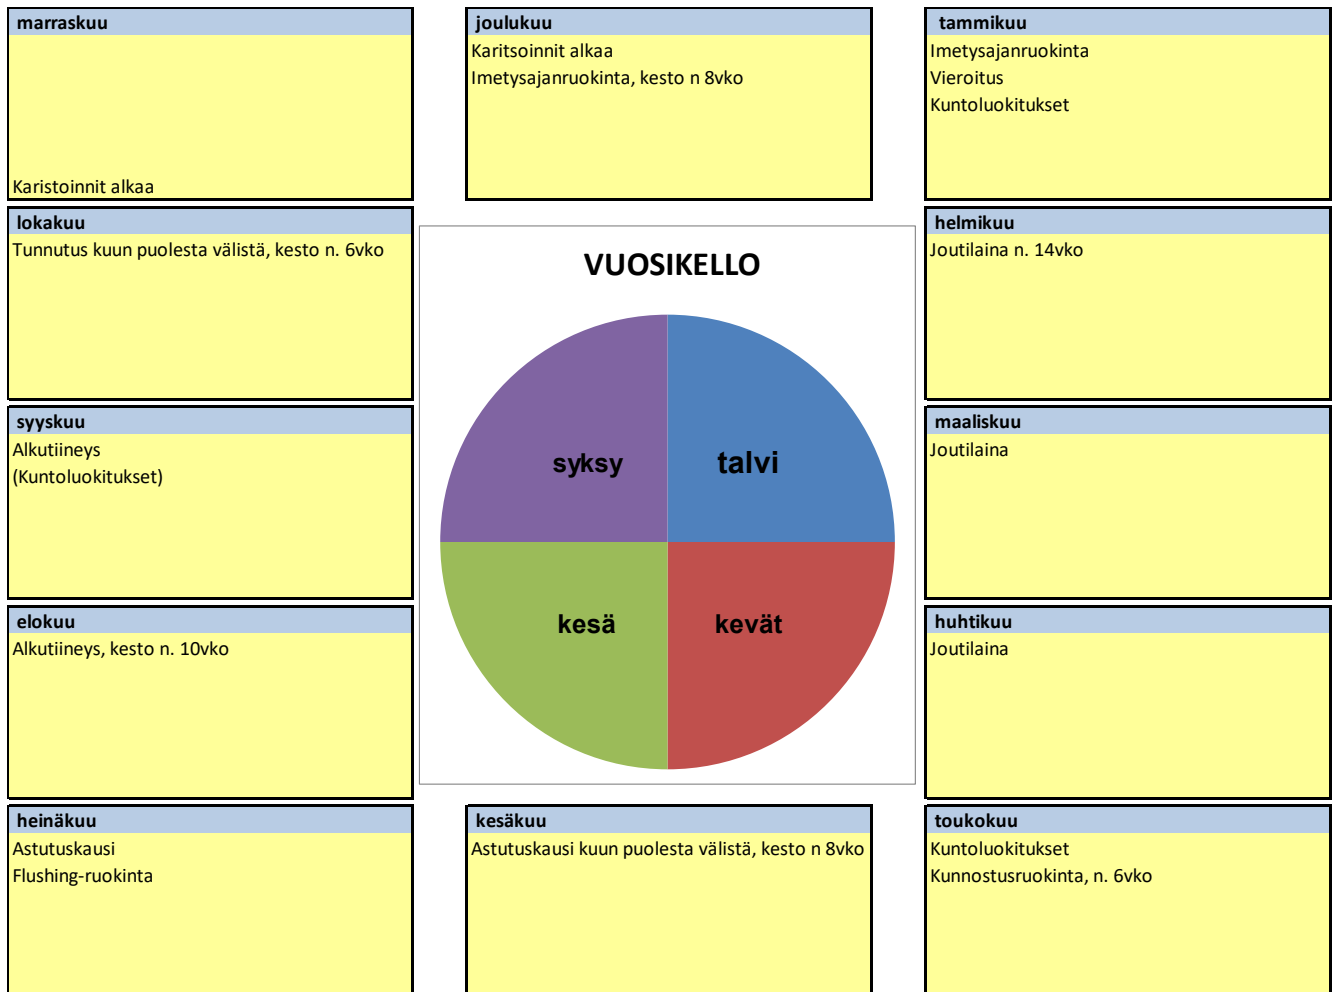 marraskuu
Karistoinnit alkaa
joulukuu
Karitsoinnit alkaa
Imetysajanruokinta, kesto n 8vko
tammikuu
Imetysajanruokinta
Vieroitus
Kuntoluokitukset
lokakuu
Tunnutus kuun puolesta välistä, kesto n. 6vko
helmikuu
Joutilaina n. 14vko
VUOSIKELLO
syksy
talvi
kesä
kevät
syyskuu
Alkutiineys
(Kuntoluokitukset)
maaliskuu
Joutilaina
elokuu
Alkutiineys, kesto n. 10vko
huhtikuu
Joutilaina
heinäkuu
Astutuskausi
Flushing-ruokinta
kesäkuu
Astutuskausi kuun puolesta välistä, kesto n 8vko
toukokuu
Kuntoluokitukset
Kunnostusruokinta, n. 6vko